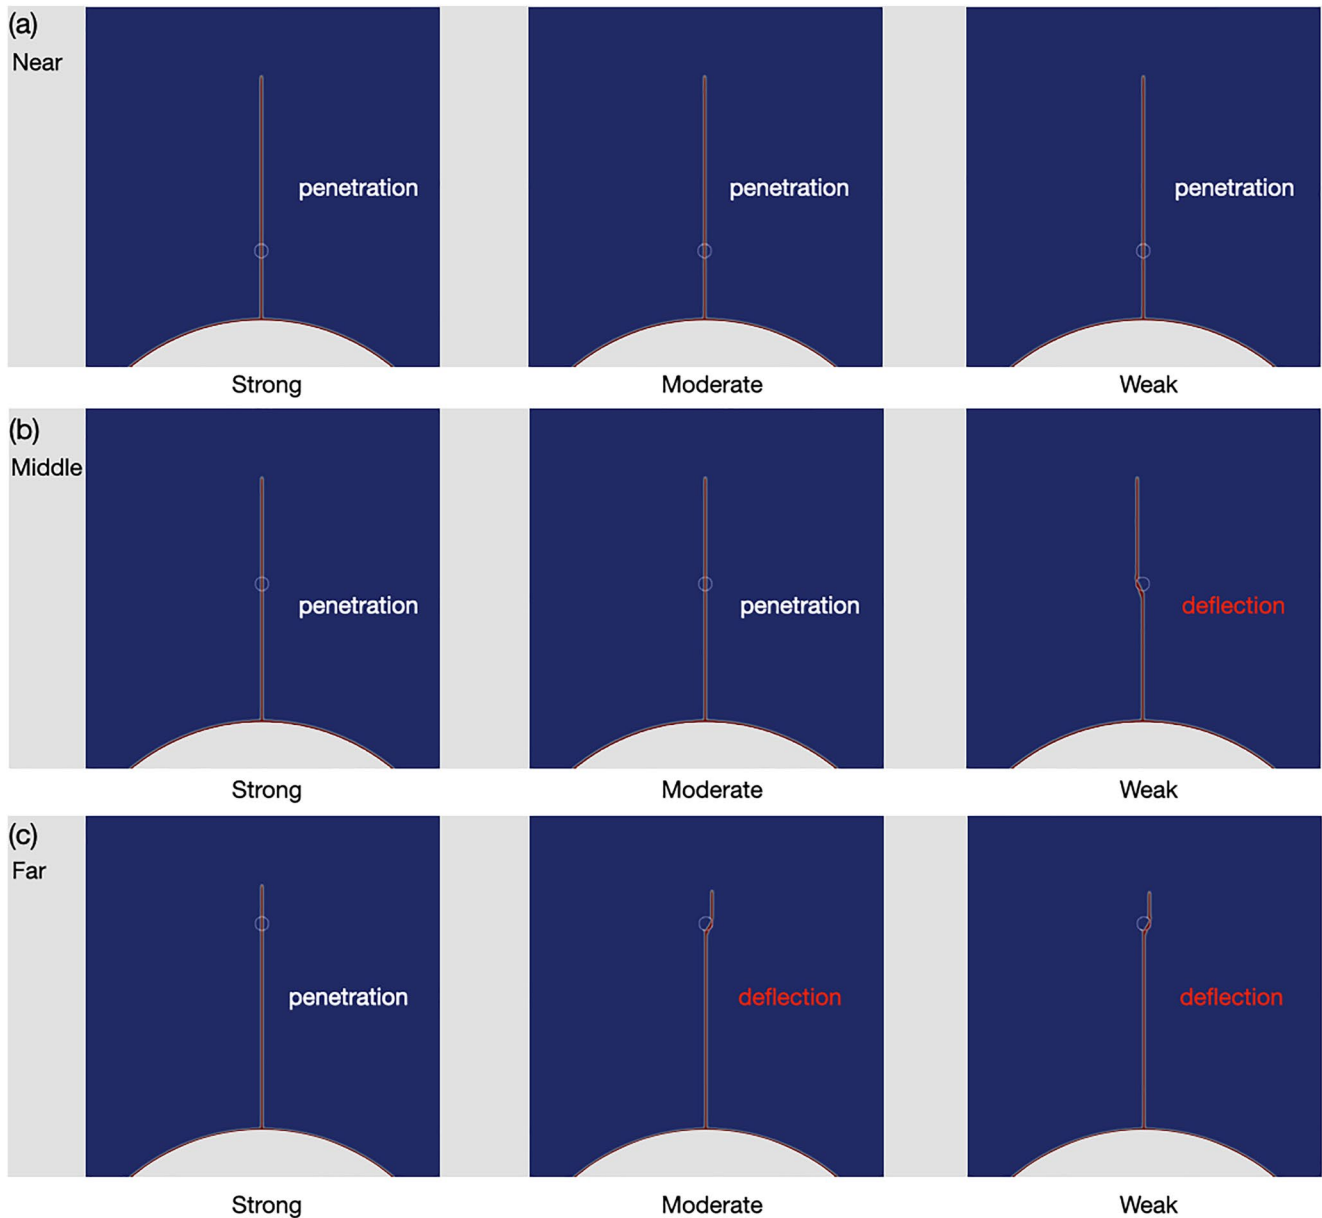 (a)
Near
penetration
penetration
penetration
Strong
Moderate
Weak
(b)
Middle
penetration
penetration
deflection
Strong
Moderate
Weak
(c)
Far
penetration
deflection
deflection
Strong
Moderate
Weak